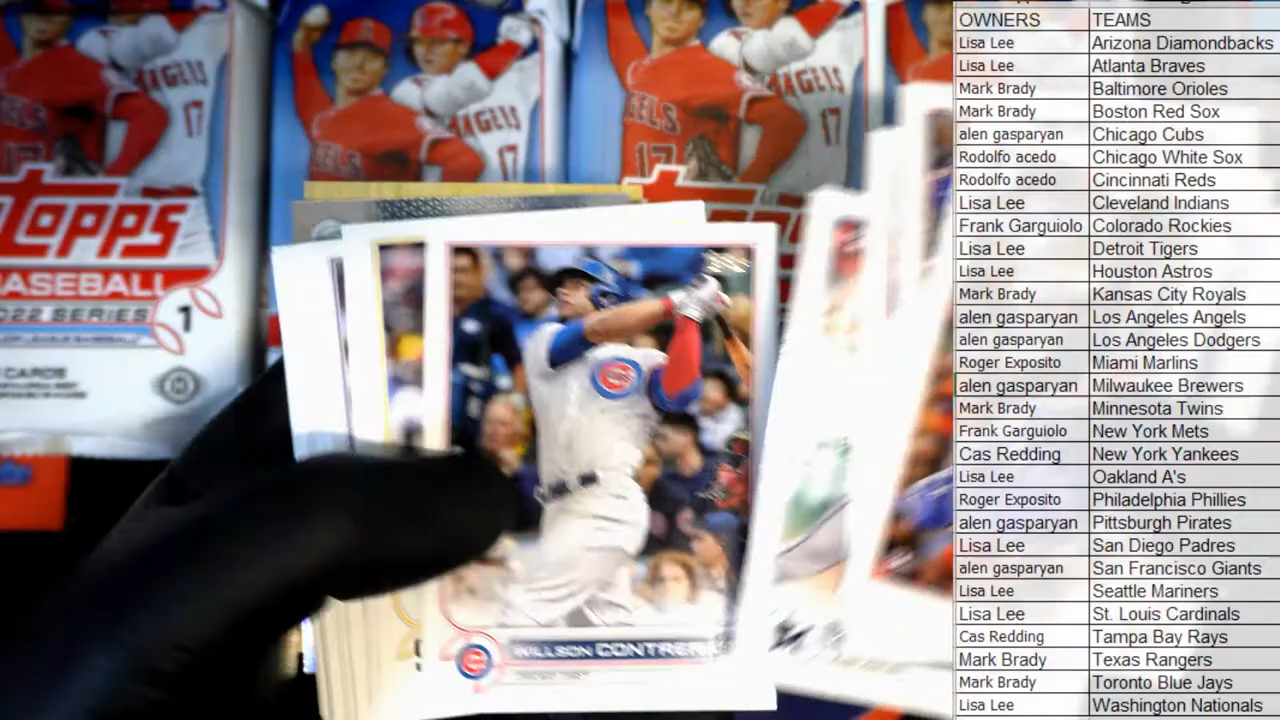 ANGELS
17
TOPPS
BASEBALL
2022 SERIES 1
CARDS
ANGELS
17
ELS
17
ANGELS
17
CUBS
WILLSON CONTRER
OWNERS TEAMS
Lisa Lee Arizona Diamondbacks
Lisa Lee Atlanta Braves
Mark Brady Baltimore Orioles
Mark Brady Boston Red Sox
alen gasparyan Chicago Cubs
Rodolfo acedo Chicago White Sox
Rodolfo acedo Cincinnati Reds
Lisa Lee Cleveland Indians
Frank Garguiolo Colorado Rockies
Lisa Lee Detroit Tigers
Lisa Lee Houston Astros
Mark Brady Kansas City Royals
alen gasparyan Los Angeles Angels
alen gasparyan Los Angeles Dodgers
Roger Exposito Miami Marlins
alen gasparyan Milwaukee Brewers
Mark Brady Minnesota Twins
Frank Garguiolo New York Mets
Cas Redding New York Yankees
Lisa Lee Oakland A's
Roger Exposito Philadelphia Phillies
alen gasparyan Pittsburgh Pirates
Lisa Lee San Diego Padres
alen gasparyan San Francisco Giants
Lisa Lee Seattle Mariners
Lisa Lee St. Louis Cardinals
Cas Redding Tampa Bay Rays
Mark Brady Texas Rangers
Mark Brady Toronto Blue Jays
Lisa Lee Washington Nationals